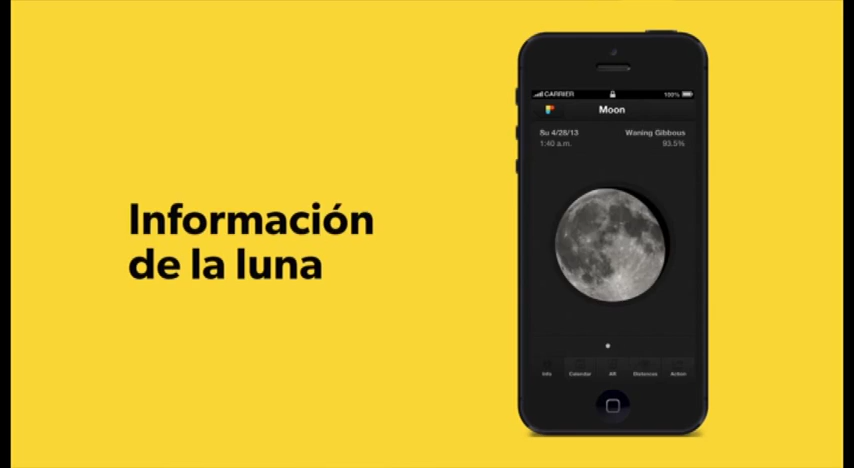 Información
de la luna
CARRIER 100%
Moon
Su 4/28/13 Waning Gibbous
1:40 a.m. 93.5%
Info Calendar AR Distances Action